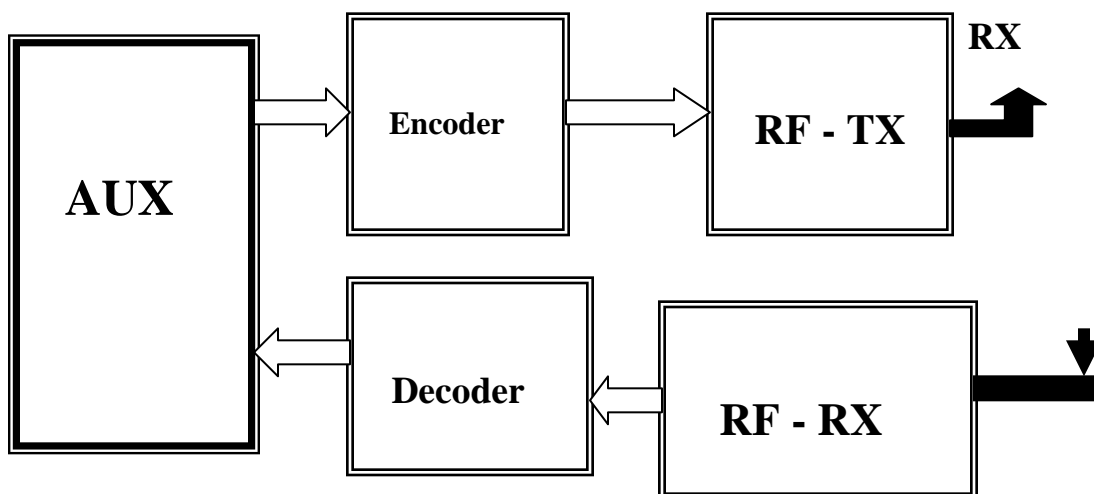 RX
Encoder
RF - TX
AUX
Decoder
RF - RX